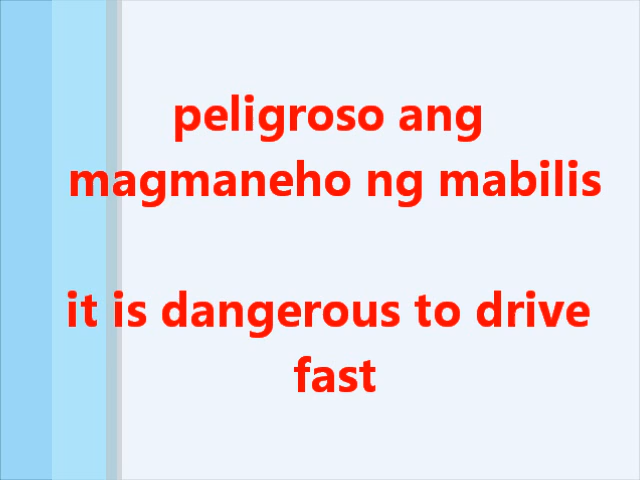 peligroso ang
magmaneho ng mabilis
it is dangerous to drive
fast